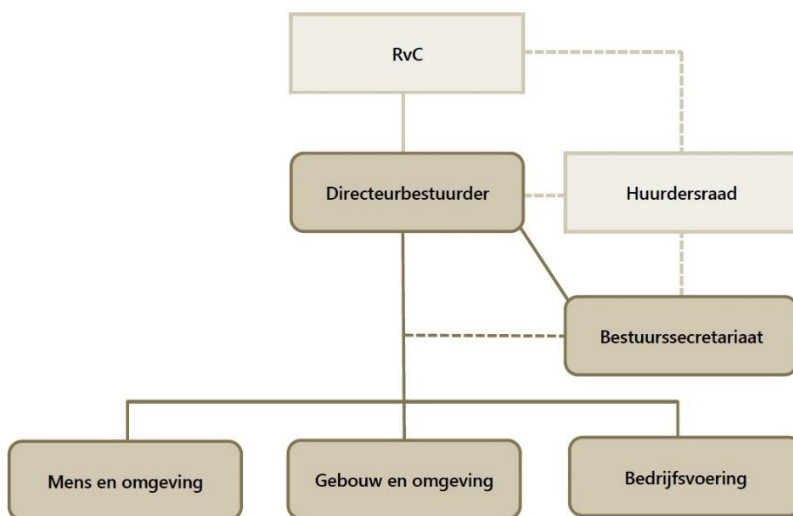 RvC
Directeurbestuurder
Huurdersraad
Bestuurssecretariaat
Mens en omgeving
Gebouw en omgeving
Bedrijfsvoering